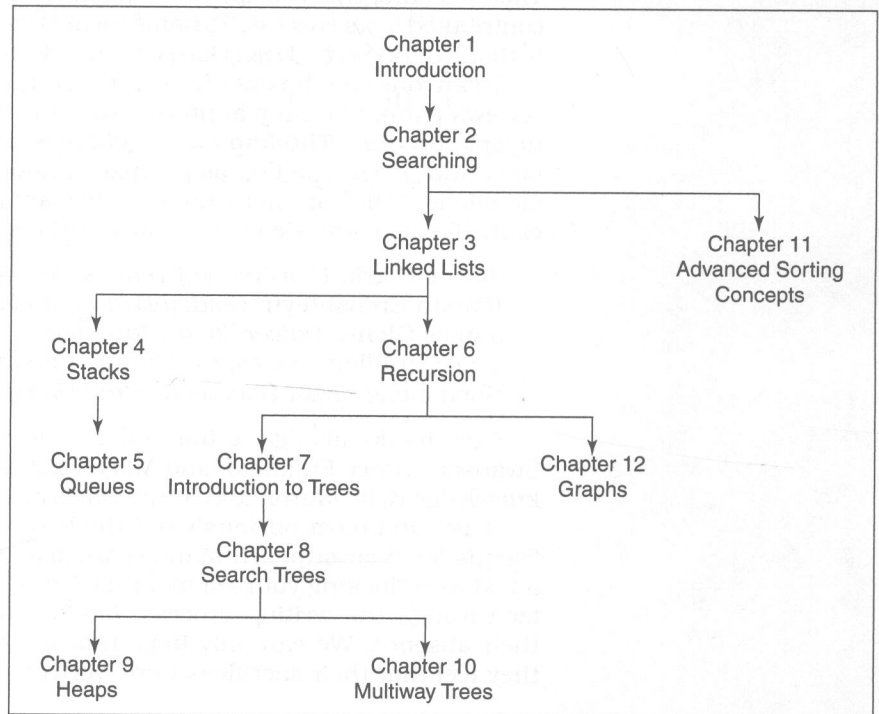 Chapter 1
Introduction
Chapter 2
Searching
Chapter 3
Linked Lists
Chapter 11
Advanced Sorting
Concepts
Chapter 4
Stacks
Chapter 6
Recursion
Chapter 5
Queues
Chapter 7
Introduction to Trees
Chapter 12
Graphs
Chapter 8
Search Trees
Chapter 9
Heaps
Chapter 10
Multiway Trees